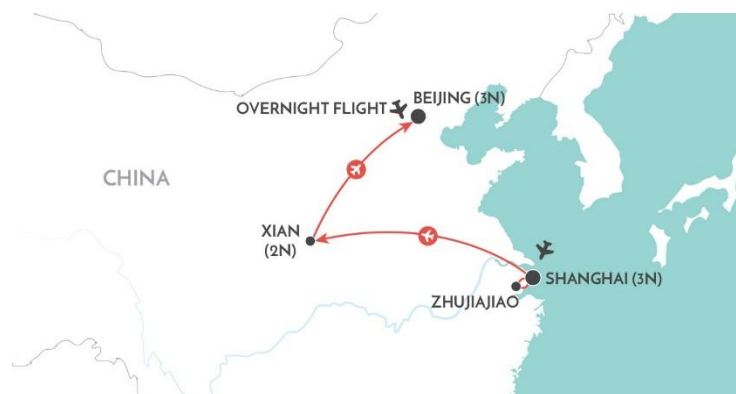 BEIJING (3N)
OVERNIGHT FLIGHT
CHINA
XIAN
(2N)
SHANGHAI (3N)
ZHUJIAJIAO